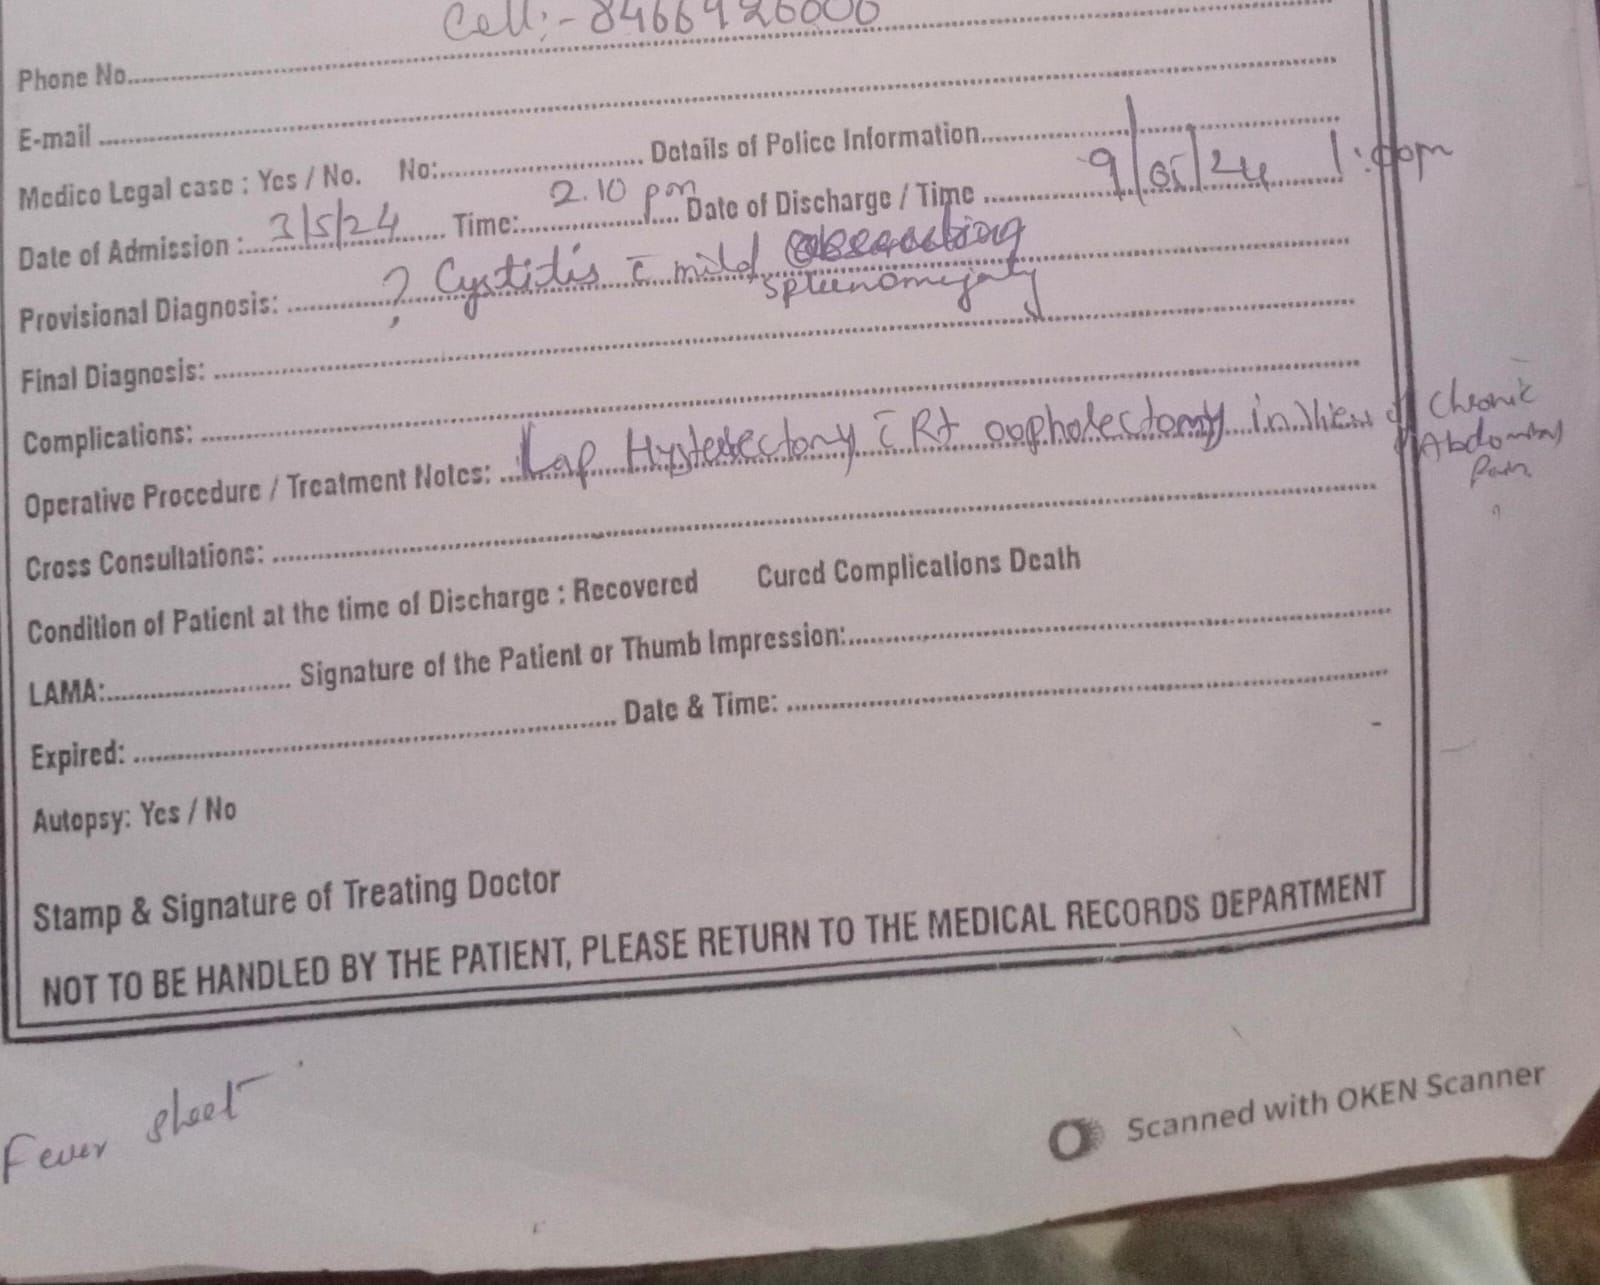 Cell:- 8466926000
Phone No.
E-mail
Medico Legal case : Yes / No. No: Details of Police Information
Date of Admission : 3/5/24 Time: 2.10 pm Date of Discharge / Time 9/05/24
Provisional Diagnosis: ? Cystitis c̄ mild
spleenomegaly
Final Diagnosis:
Complications:
Operative Procedure / Treatment Notes: Lap Hysterectomy c̄ Rt oopholectomy in view of Chronic
Abdominal
Pain
Cross Consultations:
Condition of Patient at the time of Discharge : Recovered Cured Complications Death
LAMA: Signature of the Patient or Thumb Impression:
Expired: Date & Time:
Autopsy: Yes / No
Stamp & Signature of Treating Doctor
NOT TO BE HANDLED BY THE PATIENT, PLEASE RETURN TO THE MEDICAL RECORDS DEPARTMENT
Fever sheet
Scanned with OKEN Scanner